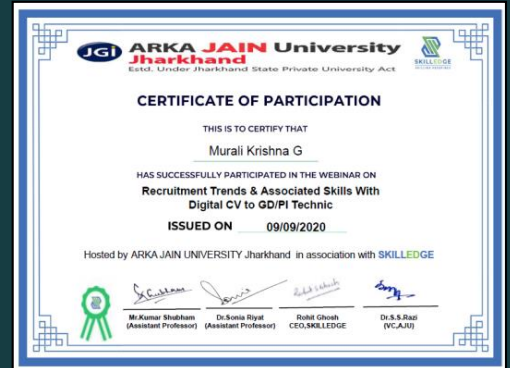 JGI ARKA JAIN University
Jharkhand
Estd. Under Jharkhand State Private University Act
SKILLEDGE
CERTIFICATE OF PARTICIPATION
THIS IS TO CERTIFY THAT
Murali Krishna G
HAS SUCCESSFULLY PARTICIPATED IN THE WEBINAR ON
Recruitment Trends & Associated Skills With
Digital CV to GD/PI Technic
ISSUED ON 09/09/2020
Hosted by ARKA JAIN UNIVERSITY Jharkhand in association with SKILLEDGE
Mr.Kumar Shubham Dr.Sonia Riyat Rohit Ghosh Dr.S.S.Razi
(Assistant Professor) (Assistant Professor) CEO,SKILLEDGE (VC,AJU)